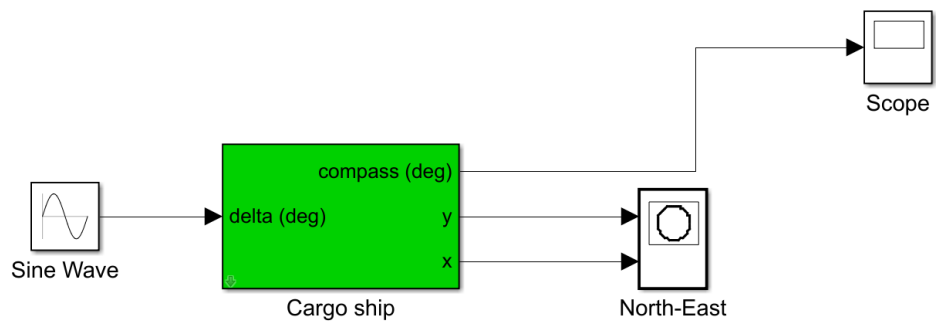 Scope
compass (deg)
delta (deg)
y
x
Sine Wave
Cargo ship
North-East